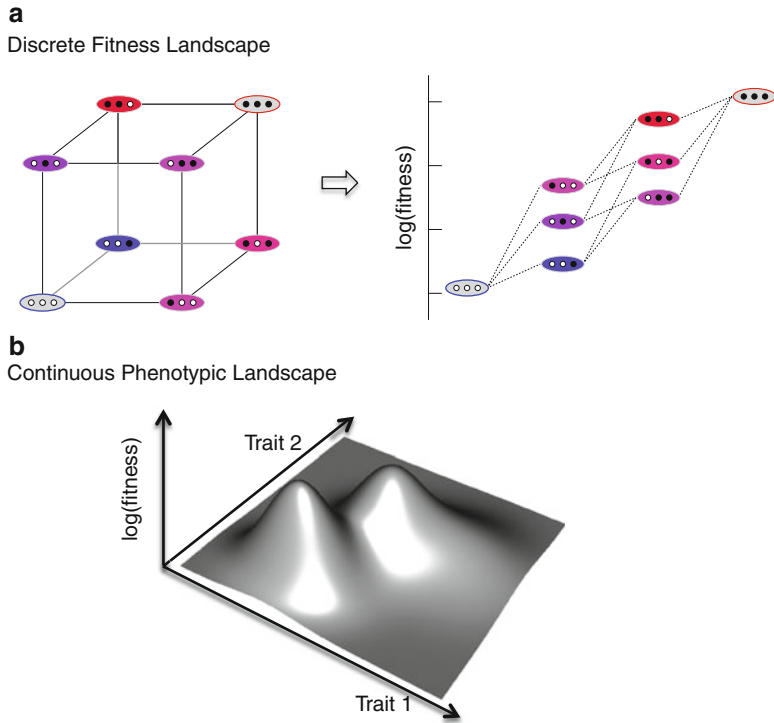 a
Discrete Fitness Landscape
log(fitness)
b
Continuous Phenotypic Landscape
log(fitness)
Trait 2
Trait 1